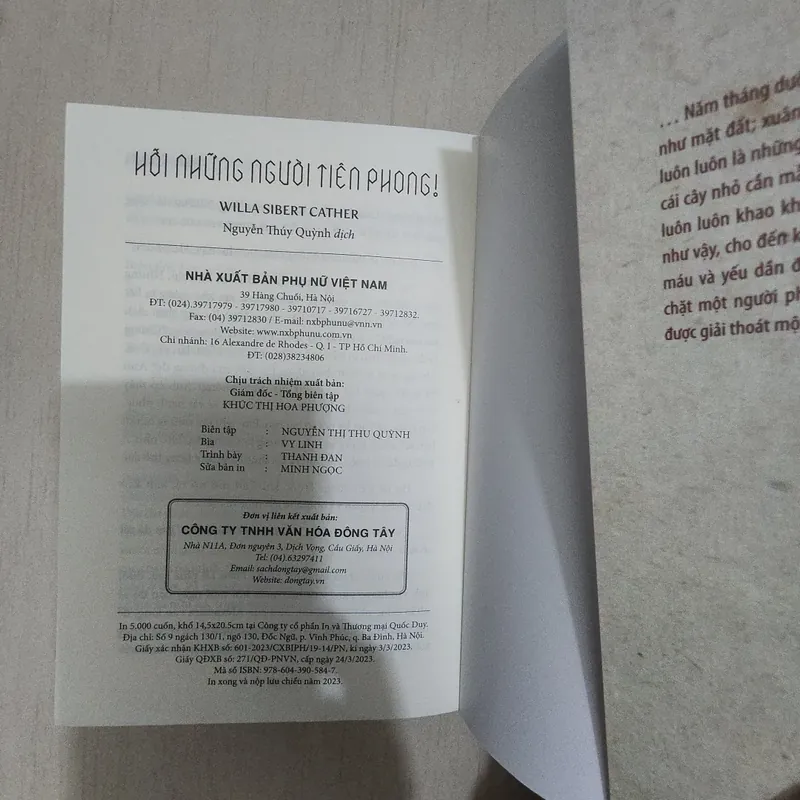 HỠI NHỮNG NGƯỜI TIÊN PHONG!
WILLA SIBERT CATHER
Nguyễn Thúy Quỳnh dịch
NHÀ XUẤT BẢN PHỤ NỮ VIỆT NAM
39 Hàng Chuối, Hà Nội
ĐT: (024).39717979 - 39717980 - 39710717 - 39716727 - 39712832.
Fax: (04) 39712830 / E-mail: nxbphunu@vnn.vn
Website: www.nxbphunu.com.vn
Chi nhánh: 16 Alexandre de Rhodes - Q. I - TP Hồ Chí Minh.
ĐT: (028)38234806
Chịu trách nhiệm xuất bản:
Giám đốc - Tổng biên tập
KHÚC THỊ HOA PHƯỢNG
Biên tập : NGUYỄN THỊ THU QUỲNH
Bìa : VY LINH
Trình bày : THANH ĐAN
Sửa bản in : MINH NGỌC
Đơn vị liên kết xuất bản:
CÔNG TY TNHH VĂN HÓA ĐÔNG TÂY
Nhà N11A, Đơn nguyên 3, Dịch Vọng, Cầu Giấy, Hà Nội
Tel: (04).63297411
Email: sachdongtay@gmail.com
Website: dongtay.vn
In 5.000 cuốn, khổ 14,5x20.5cm tại Công ty cổ phần In và Thương mại Quốc Duy.
Địa chỉ: Số 9 ngách 130/1, ngõ 130, Đốc Ngữ, p. Vĩnh Phúc, q. Ba Đình, Hà Nội.
Giấy xác nhận KHXB số: 601-2023/CXBIPH/19-14/PN, kí ngày 3/3/2023.
Giấy QĐXB số: 271/QĐ-PNVN, cấp ngày 24/3/2023.
Mã số ISBN: 978-604-390-584-7.
In xong và nộp lưu chiểu năm 2023.
... Năm tháng dướ
như mặt đất; xuân
luôn luôn là những
cái cây nhỏ cần mẫ
luôn luôn khao kh
như vậy, cho đến k
máu và yếu dần đ
chặt một người ph
được giải thoát mộ